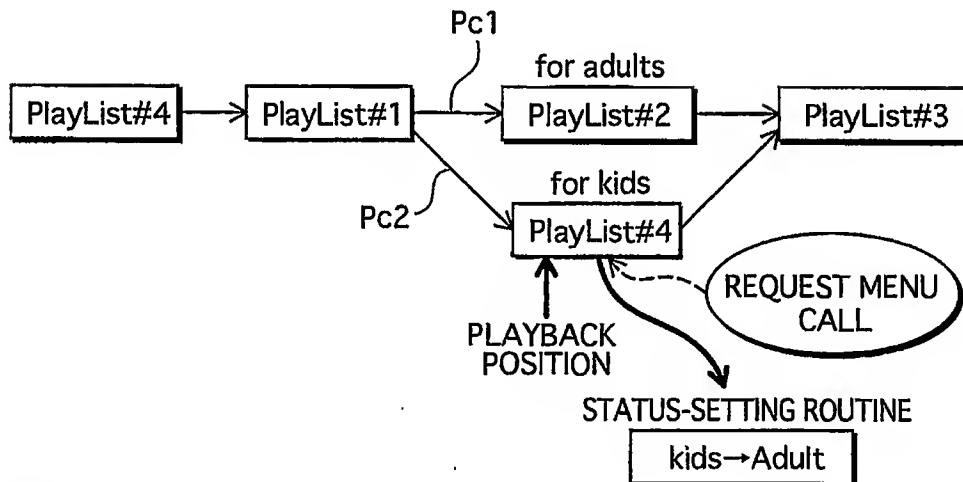 Pc1
for adults
PlayList#4
PlayList#1
PlayList#2
PlayList#3
for kids
Pc2
PlayList#4
REQUEST MENU
CALL
PLAYBACK
POSITION
STATUS-SETTING ROUTINE
kids→Adult